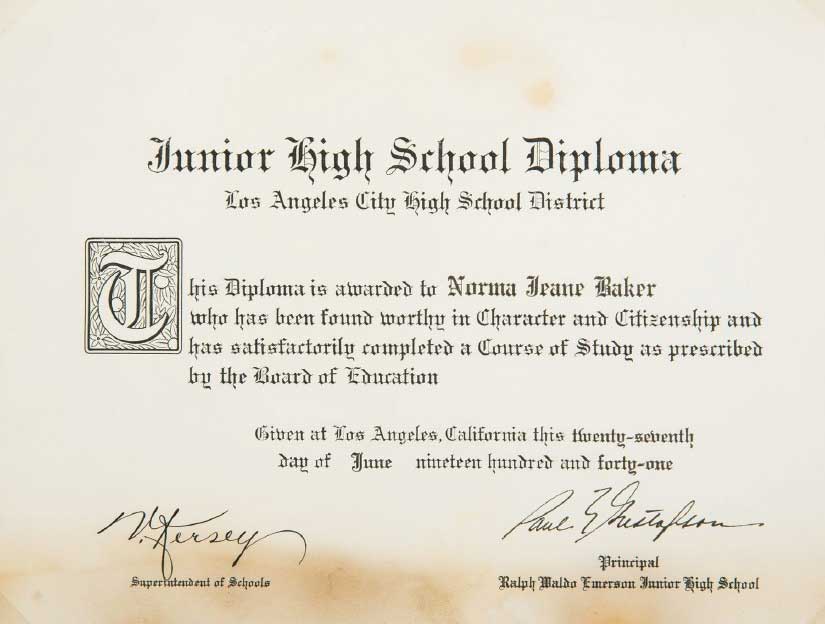 Junior High School Diploma
Los Angeles City High School District
This Diploma is awarded to Norma Jeane Baker
who has been found worthy in Character and Citizenship and
has satisfactorily completed a Course of Study as prescribed
by the Board of Education
Given at Los Angeles, California this twenty-seventh
day of June nineteen hundred and forty-one
V. Kersey
Superintendent of Schools
Paul E Gustafson
Principal
Ralph Waldo Emerson Junior High School